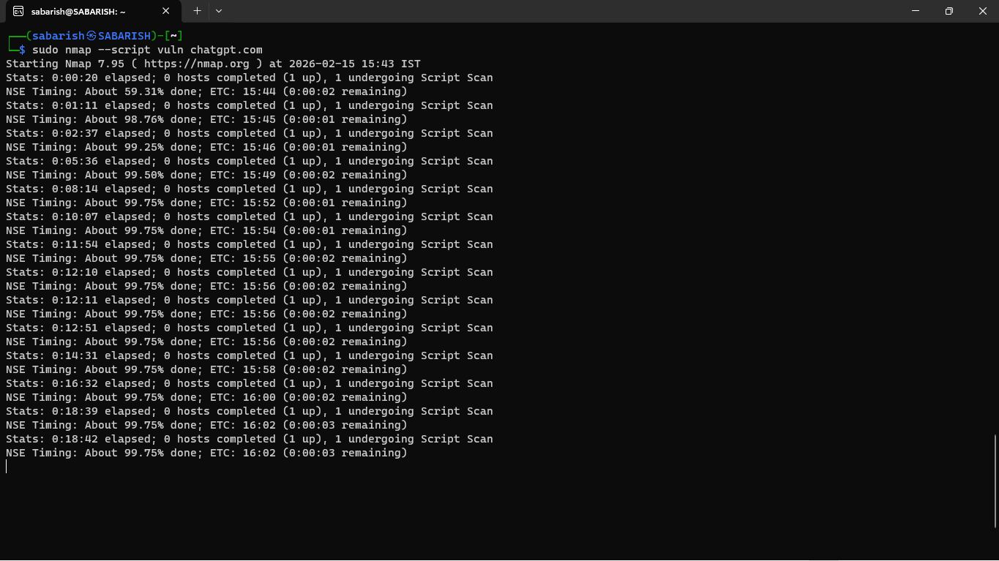 sabarish@SABARISH: ~
┌──(sabarish㉿SABARISH)-[~]
└─$ sudo nmap --script vuln chatgpt.com
Starting Nmap 7.95 ( https://nmap.org ) at 2026-02-15 15:43 IST
Stats: 0:00:20 elapsed; 0 hosts completed (1 up), 1 undergoing Script Scan
NSE Timing: About 59.31% done; ETC: 15:44 (0:00:02 remaining)
Stats: 0:01:11 elapsed; 0 hosts completed (1 up), 1 undergoing Script Scan
NSE Timing: About 98.76% done; ETC: 15:45 (0:00:01 remaining)
Stats: 0:02:37 elapsed; 0 hosts completed (1 up), 1 undergoing Script Scan
NSE Timing: About 99.25% done; ETC: 15:46 (0:00:01 remaining)
Stats: 0:05:36 elapsed; 0 hosts completed (1 up), 1 undergoing Script Scan
NSE Timing: About 99.50% done; ETC: 15:49 (0:00:02 remaining)
Stats: 0:08:14 elapsed; 0 hosts completed (1 up), 1 undergoing Script Scan
NSE Timing: About 99.75% done; ETC: 15:52 (0:00:01 remaining)
Stats: 0:10:07 elapsed; 0 hosts completed (1 up), 1 undergoing Script Scan
NSE Timing: About 99.75% done; ETC: 15:54 (0:00:01 remaining)
Stats: 0:11:54 elapsed; 0 hosts completed (1 up), 1 undergoing Script Scan
NSE Timing: About 99.75% done; ETC: 15:55 (0:00:02 remaining)
Stats: 0:12:10 elapsed; 0 hosts completed (1 up), 1 undergoing Script Scan
NSE Timing: About 99.75% done; ETC: 15:56 (0:00:02 remaining)
Stats: 0:12:11 elapsed; 0 hosts completed (1 up), 1 undergoing Script Scan
NSE Timing: About 99.75% done; ETC: 15:56 (0:00:02 remaining)
Stats: 0:12:51 elapsed; 0 hosts completed (1 up), 1 undergoing Script Scan
NSE Timing: About 99.75% done; ETC: 15:56 (0:00:02 remaining)
Stats: 0:14:31 elapsed; 0 hosts completed (1 up), 1 undergoing Script Scan
NSE Timing: About 99.75% done; ETC: 15:58 (0:00:02 remaining)
Stats: 0:16:32 elapsed; 0 hosts completed (1 up), 1 undergoing Script Scan
NSE Timing: About 99.75% done; ETC: 16:00 (0:00:02 remaining)
Stats: 0:18:39 elapsed; 0 hosts completed (1 up), 1 undergoing Script Scan
NSE Timing: About 99.75% done; ETC: 16:02 (0:00:03 remaining)
Stats: 0:18:42 elapsed; 0 hosts completed (1 up), 1 undergoing Script Scan
NSE Timing: About 99.75% done; ETC: 16:02 (0:00:03 remaining)